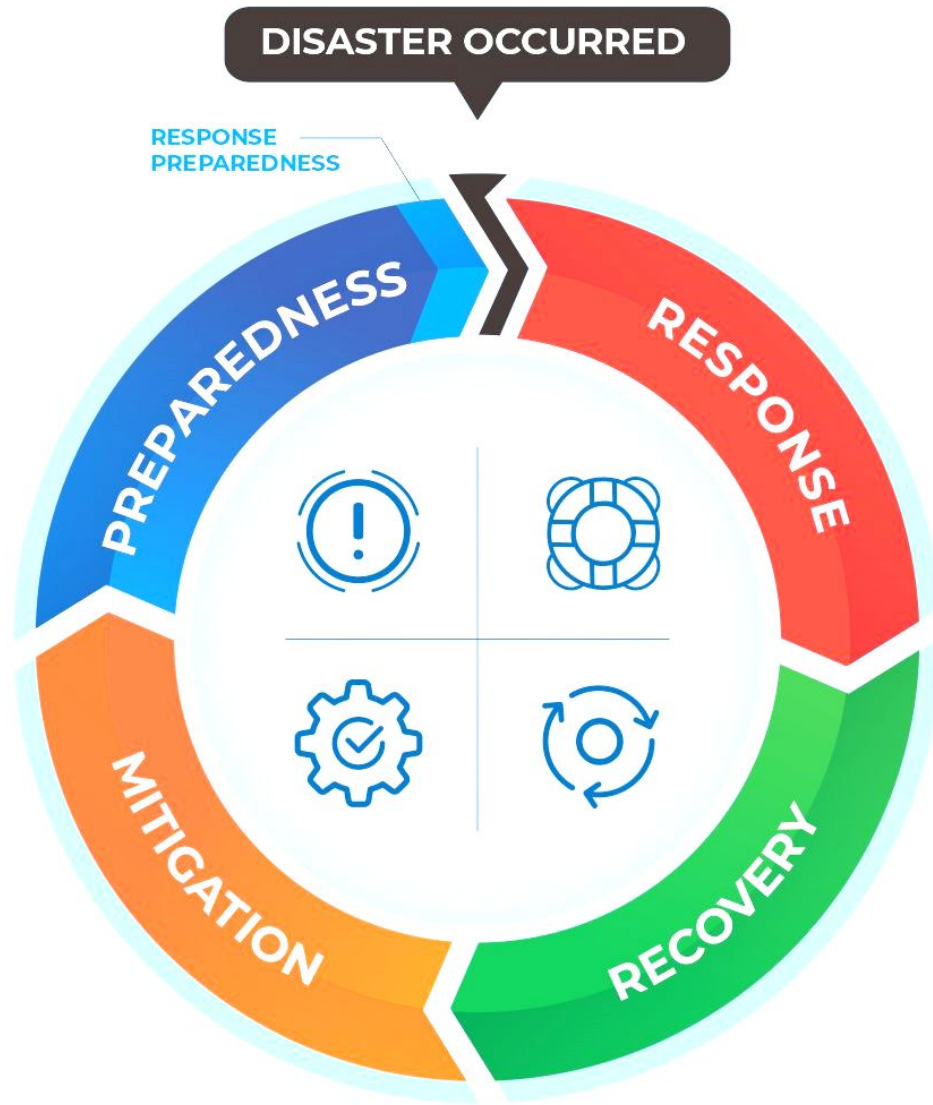 DISASTER OCCURRED
RESPONSE
PREPAREDNESS
PREPAREDNESS
RESPONSE
MITIGATION
RECOVERY